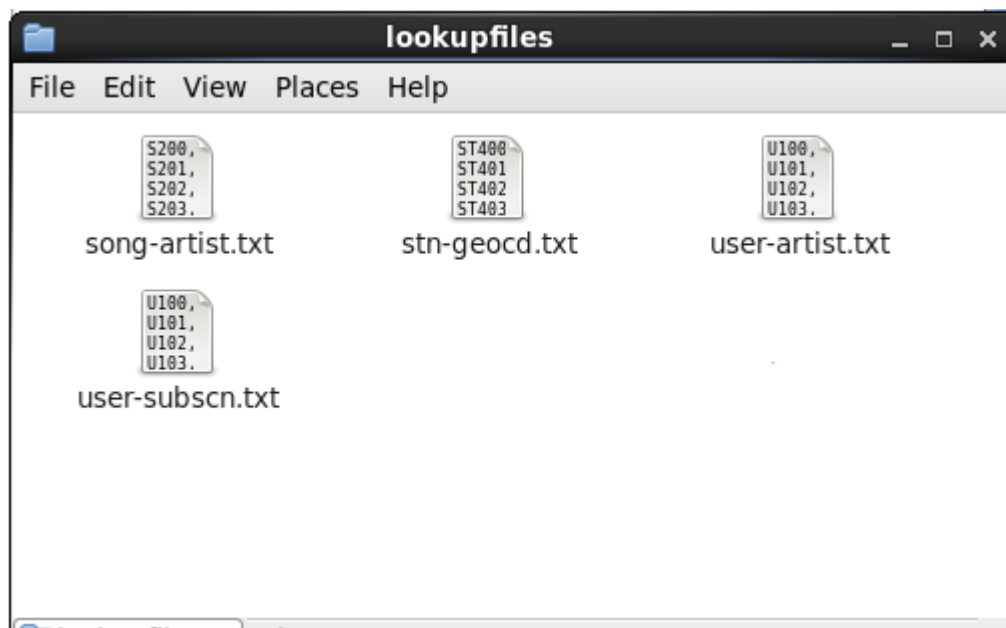 lookupfiles
File Edit View Places Help
S200,
S201,
S202,
S203.
song-artist.txt
ST400
ST401
ST402
ST403
stn-geocd.txt
U100,
U101,
U102,
U103.
user-artist.txt
U100,
U101,
U102,
U103.
user-subscn.txt